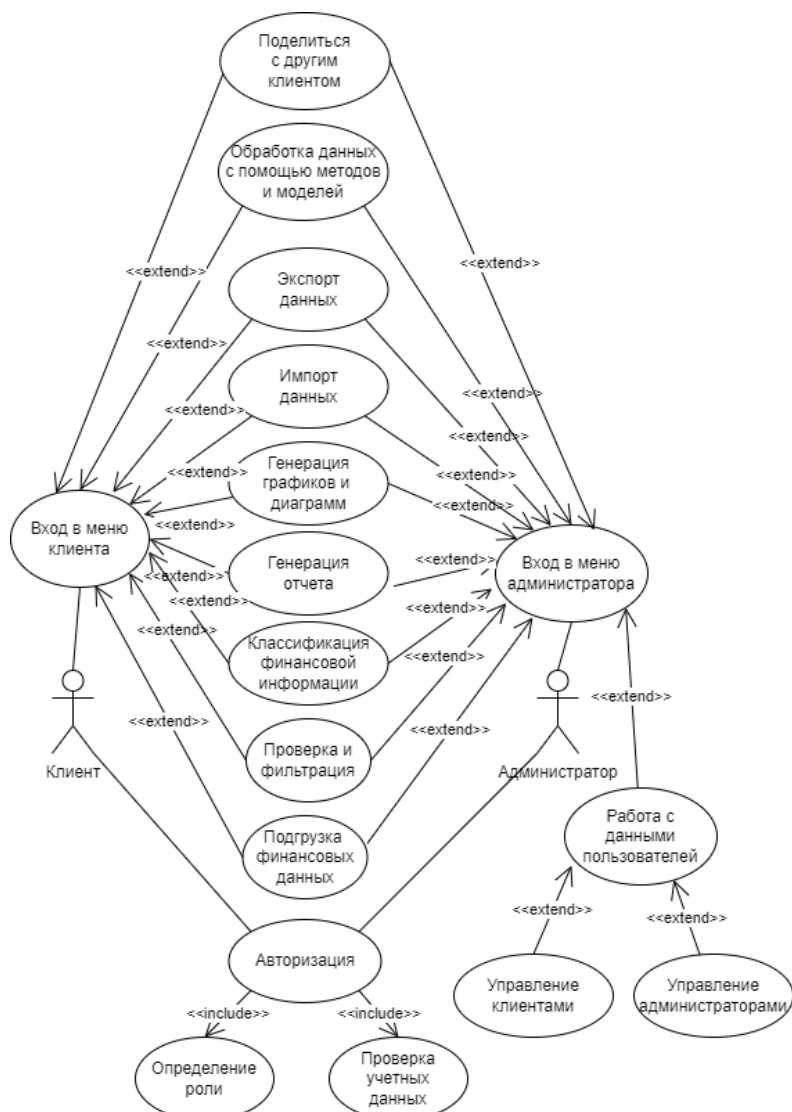 Поделиться
с другим
клиентом
Обработка данных
с помощью методов
и моделей
<<extend>>
<<extend>>
Экспорт
данных
<<extend>>
Импорт
данных
<<extend>>
<<extend>>
<<extend>>
<<extend>>
Генерация
графиков и
диаграмм
<<extend>>
<<extend>>
<<extend>>
<<extend>>
Вход в меню
клиента
Генерация
отчета
<<extend>>
Вход в меню
администратора
<<extend>>
<<extend>>
<<extend>>
<<extend>>
Классификация
финансовой
информации
<<extend>>
<<extend>>
<<extend>>
<<extend>>
<<extend>>
Клиент
Проверка и
фильтрация
Администратор
Подгрузка
финансовых
данных
Работа с
данными
пользователей
<<extend>>
<<extend>>
Авторизация
Управление
клиентами
Управление
администраторами
<<include>>
<<include>>
Определение
роли
Проверка
учетных
данных